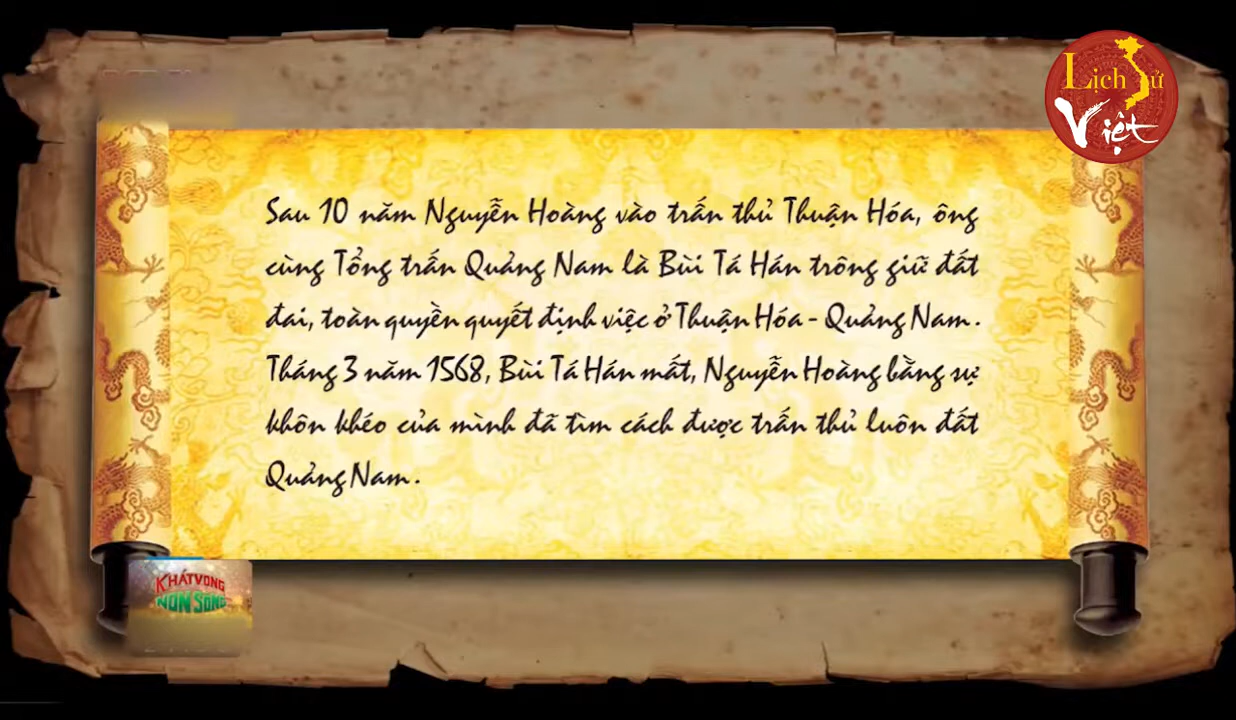 Lịch Sử
Việt
Sau 10 năm Nguyễn Hoàng vào trấn thủ Thuận Hóa, ông
cùng Tổng trấn Quảng Nam là Bùi Tá Hán trông giữ đất
đai, toàn quyền quyết định việc ở Thuận Hóa - Quảng Nam.
Tháng 3 năm 1568, Bùi Tá Hán mất, Nguyễn Hoàng bằng sự
khôn khéo của mình đã tìm cách được trấn thủ luôn đất
Quảng Nam.
KHÁT VỌNG
NON SÔNG